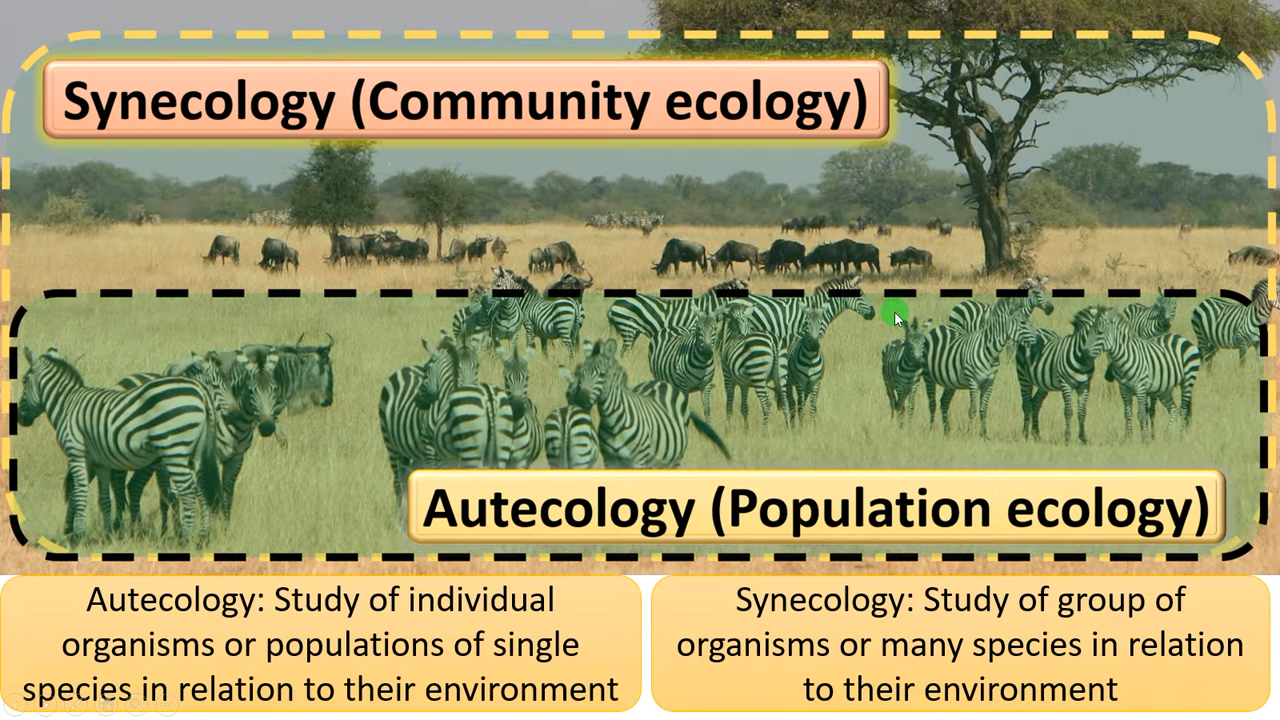 Synecology (Community ecology)
Autecology (Population ecology)
Autecology: Study of individual
organisms or populations of single
species in relation to their environment
Synecology: Study of group of
organisms or many species in relation
to their environment